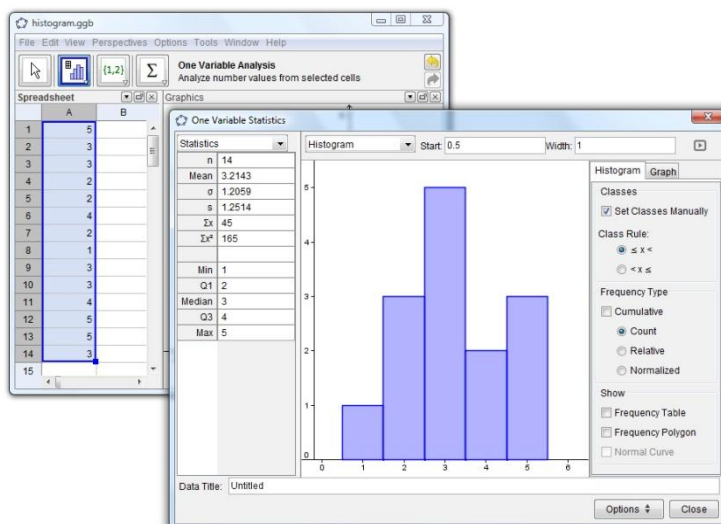 histogram.ggb
File Edit View Perspectives Options Tools Window Help
{1,2}
Σ
One Variable Analysis
Analyze number values from selected cells
Spreadsheet
Graphics
A B
1 5
2 3
3 3
4 2
5 2
6 4
7 2
8 1
9 3
10 3
11 4
12 5
13 5
14 3
15
One Variable Statistics
Statistics
n 14
Mean 3.2143
σ 1.2059
s 1.2514
Σx 45
Σx² 165
Min 1
Q1 2
Median 3
Q3 4
Max 5
Histogram Start: 0.5 Width: 1
5
4
3
2
1
0
0 1 2 3 4 5 6
Histogram Graph
Classes
Set Classes Manually
Class Rule:
≤ x <
< x ≤
Frequency Type
Cumulative
Count
Relative
Normalized
Show
Frequency Table
Frequency Polygon
Normal Curve
Data Title: Untitled
Options Close